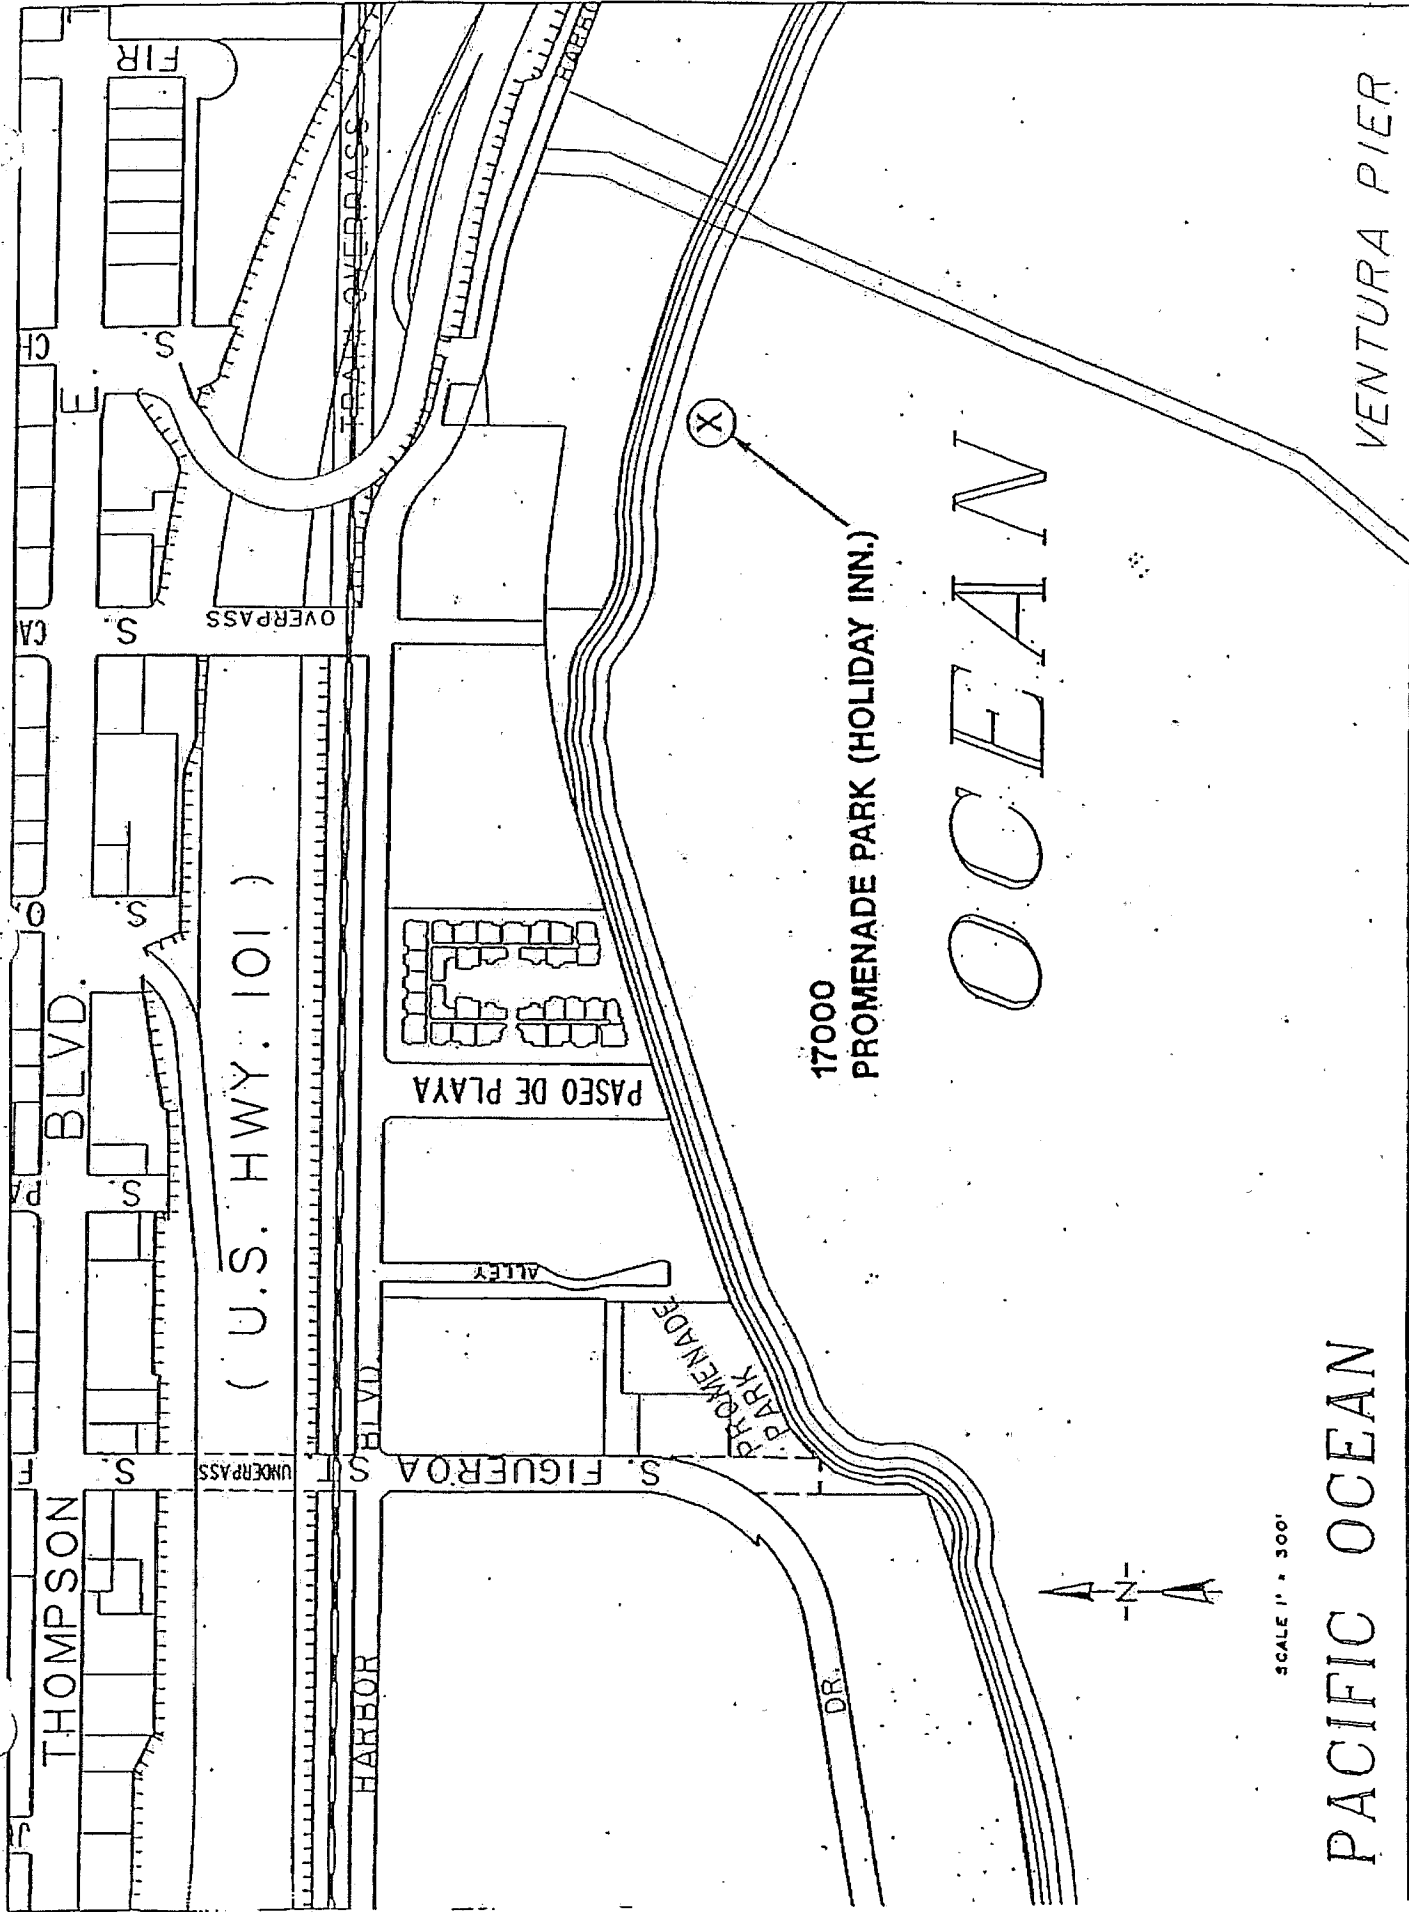 THOMPSON
BLVD.
E.
FIR
F
PA
O
CA
CH
S.
S.
S.
S.
S.
UNDERPASS
OVERPASS
( U.S. HWY. 101 )
TRAIN OVERPASS
HARBOR
BLVD.
HARBO
S. FIGUEROA ST.
ALLEY
PASEO DE PLAYA
PROMENADE
PARK
DR.
17000
PROMENADE PARK (HOLIDAY INN.)
X
OCEAN
N
SCALE 1" = 300'
PACIFIC OCEAN
VENTURA PIER